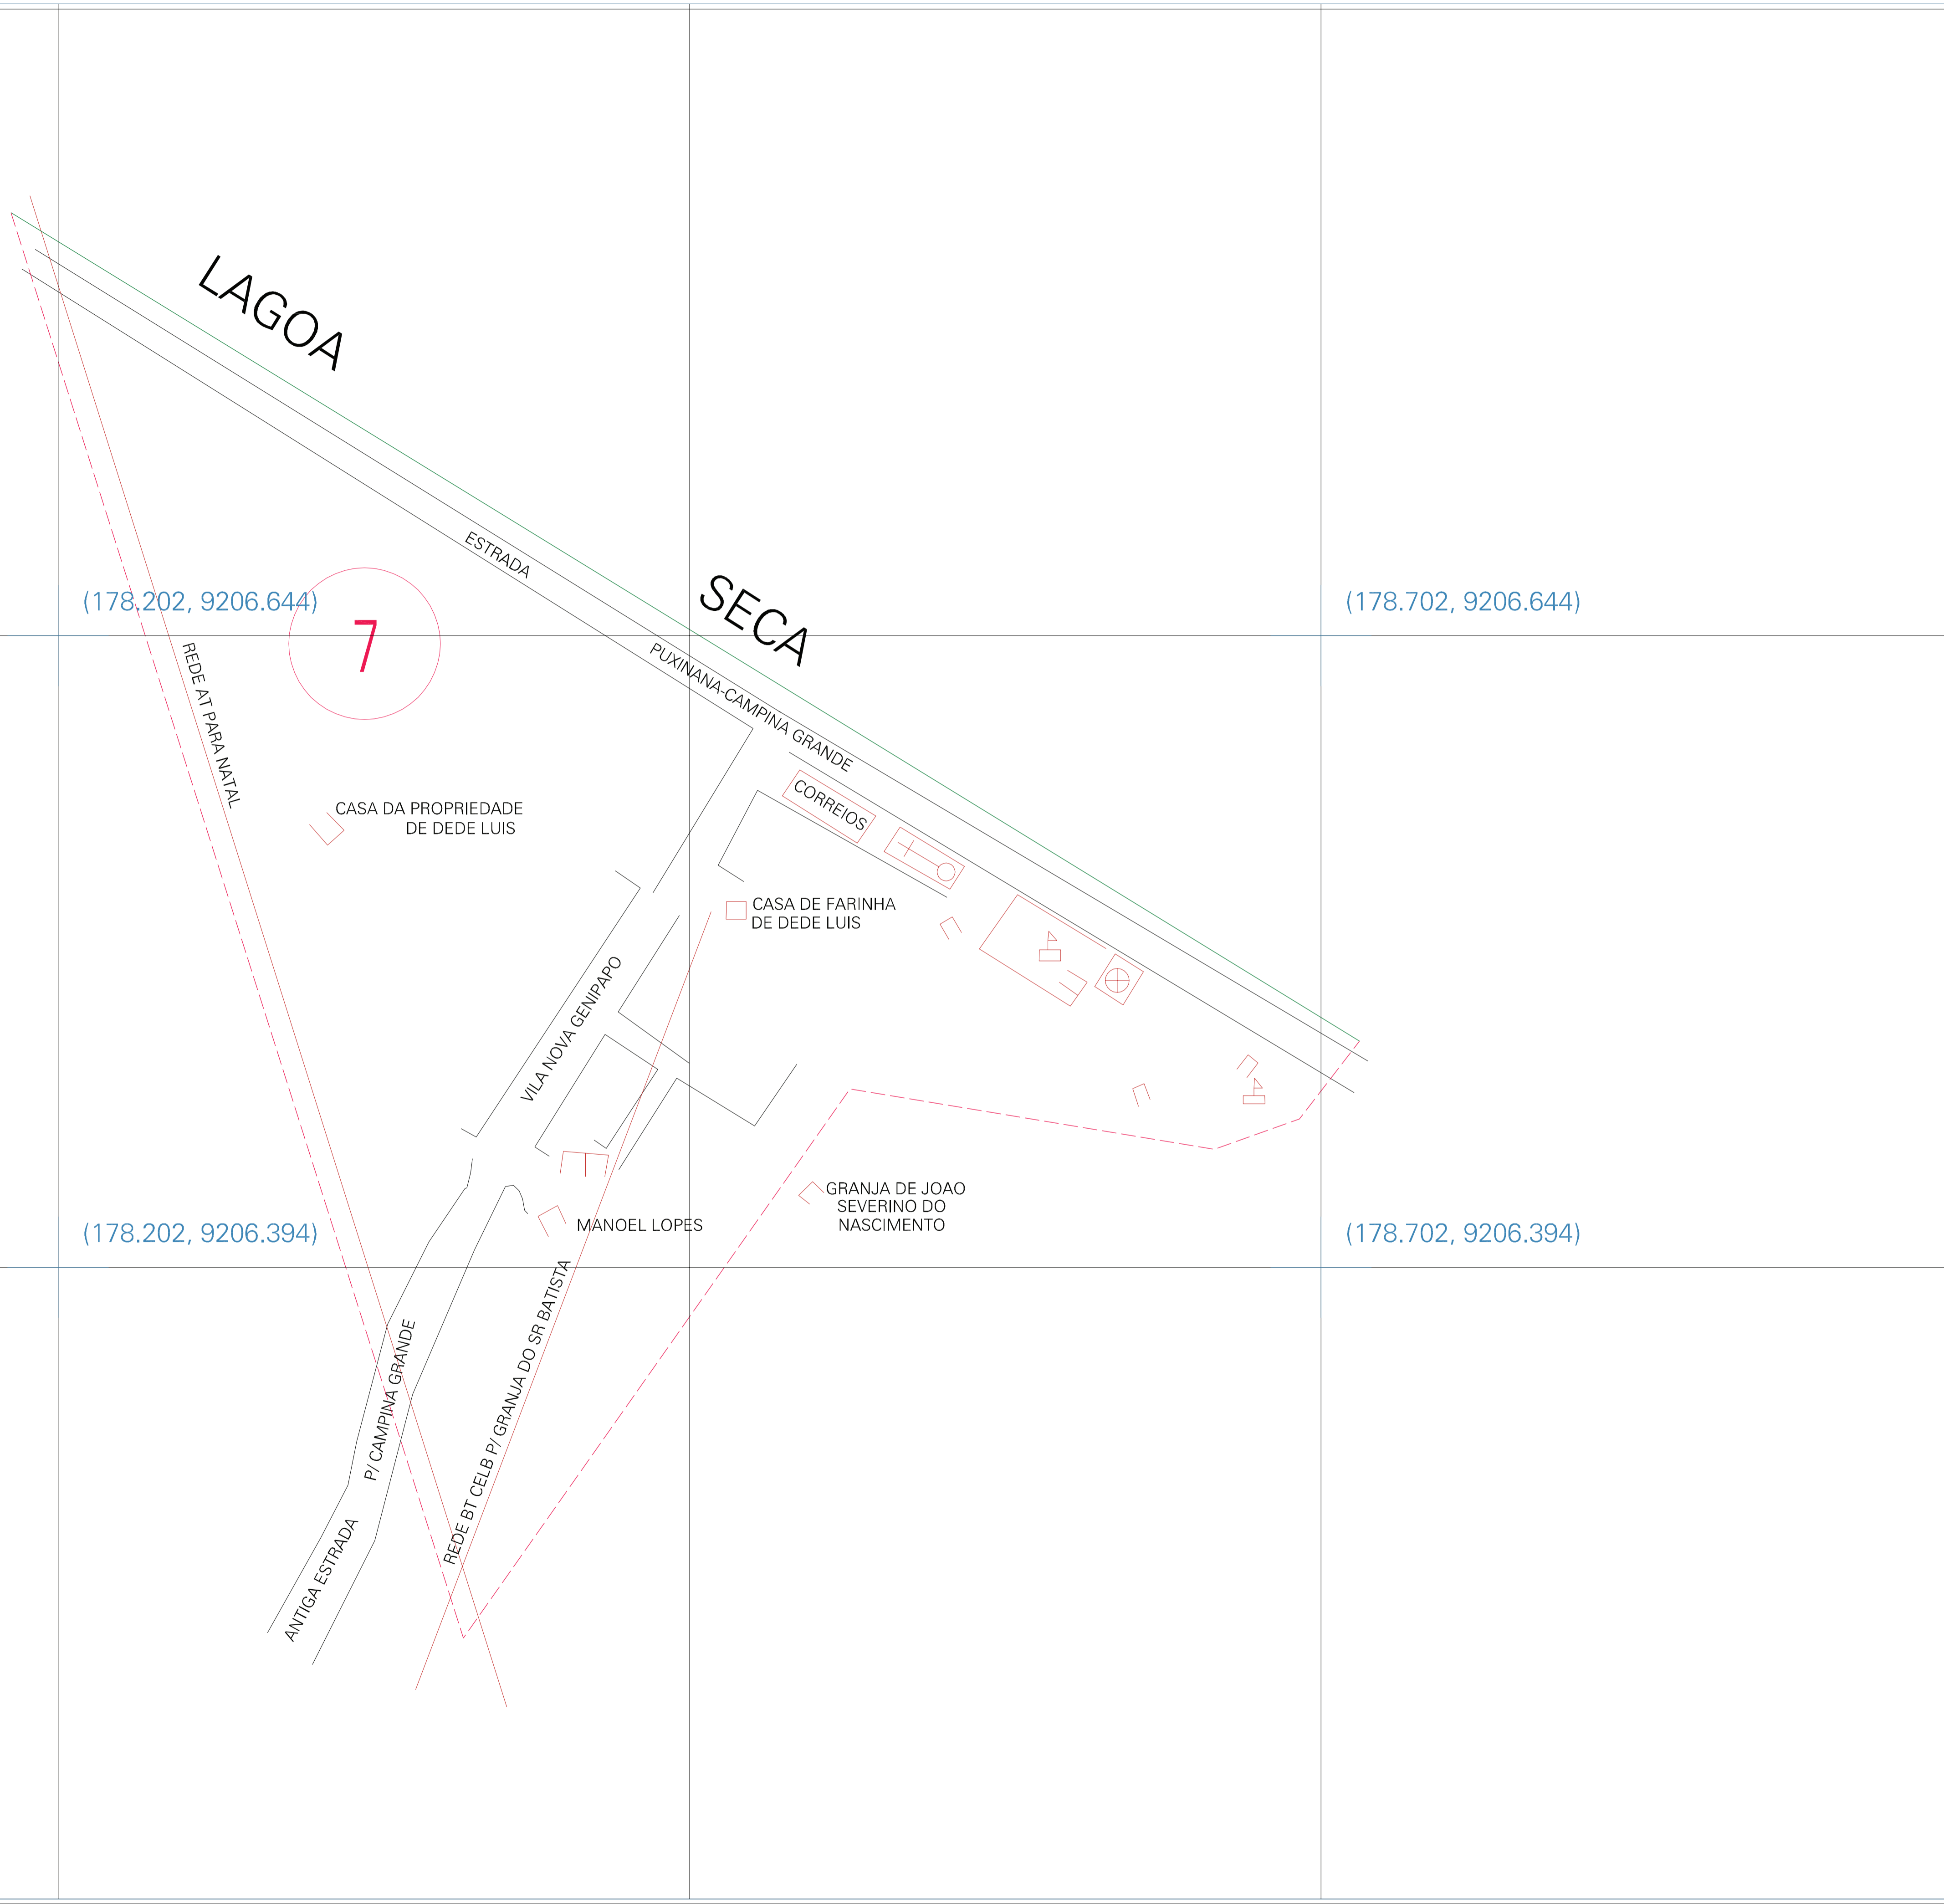 LAGOA
SECA
ESTRADA
PUXINANA-CAMPINA GRANDE
(178.202, 9206.644)
(178.702, 9206.644)
7
REDE AT PARA NATAL
CASA DA PROPRIEDADE
DE DEDE LUIS
CORREIOS
CASA DE FARINHA
DE DEDE LUIS
VILA NOVA GENIPAPO
GRANJA DE JOAO
SEVERINO DO
NASCIMENTO
MANOEL LOPES
(178.202, 9206.394)
(178.702, 9206.394)
REDE BT CELB P/ GRANJA DO SR BATISTA
P/ CAMPINA GRANDE
ANTIGA ESTRADA